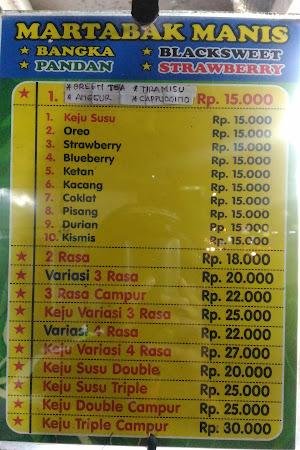 MARTABAK MANIS
★ BANGKA ★ BLACKSWEET
★ PANDAN ★ STRAWBERRY
★ 1. * GREEN TEA * TIRAMISU Rp. 15.000
* ANGGUR * CAPPUCINO
1. Keju Susu Rp. 15.000
2. Oreo Rp. 15.000
3. Strawberry Rp. 15.000
4. Blueberry Rp. 15.000
5. Ketan Rp. 15.000
6. Kacang Rp. 15.000
7. Coklat Rp. 15.000
8. Pisang Rp. 15.000
9. Durian Rp. 15.000
10. Kismis Rp. 15.000
★ 2 Rasa Rp. 18.000
★ Variasi 3 Rasa Rp. 20.000
★ 3 Rasa Campur Rp. 22.000
★ Keju Variasi 3 Rasa Rp. 25.000
★ Variasi 4 Rasa Rp. 22.000
★ Keju Variasi 4 Rasa Rp. 27.000
★ Keju Susu Double Rp. 20.000
★ Keju Susu Triple Rp. 25.000
★ Keju Double Campur Rp. 25.000
★ Keju Triple Campur Rp. 30.000